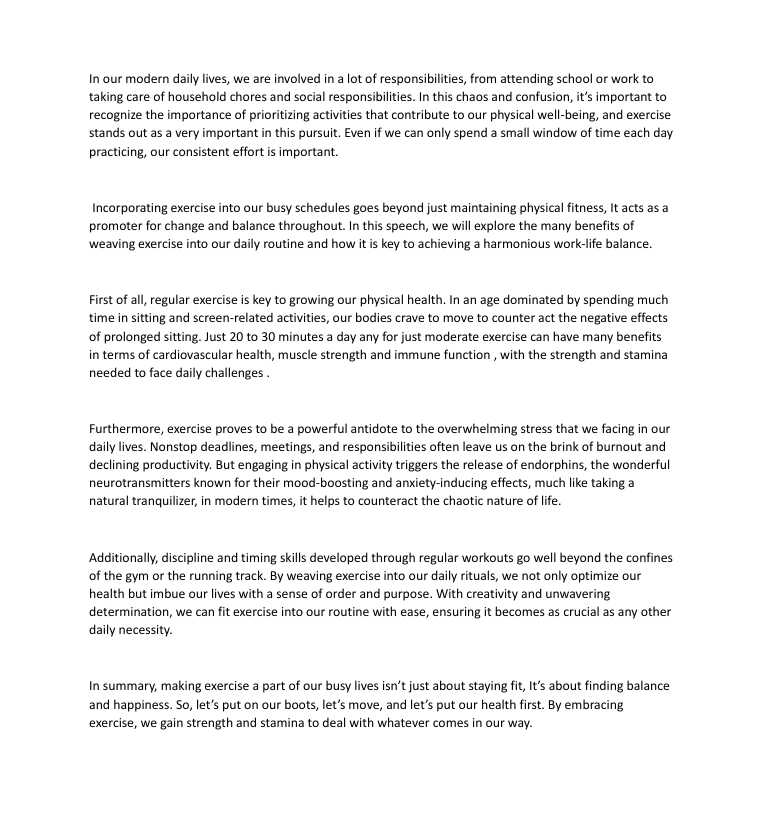 In our modern daily lives, we are involved in a lot of responsibilities, from attending school or work to
taking care of household chores and social responsibilities. In this chaos and confusion, it’s important to
recognize the importance of prioritizing activities that contribute to our physical well-being, and exercise
stands out as a very important in this pursuit. Even if we can only spend a small window of time each day
practicing, our consistent effort is important.
Incorporating exercise into our busy schedules goes beyond just maintaining physical fitness, It acts as a
promoter for change and balance throughout. In this speech, we will explore the many benefits of
weaving exercise into our daily routine and how it is key to achieving a harmonious work-life balance.
First of all, regular exercise is key to growing our physical health. In an age dominated by spending much
time in sitting and screen-related activities, our bodies crave to move to counter act the negative effects
of prolonged sitting. Just 20 to 30 minutes a day any for just moderate exercise can have many benefits
in terms of cardiovascular health, muscle strength and immune function , with the strength and stamina
needed to face daily challenges .
Furthermore, exercise proves to be a powerful antidote to the overwhelming stress that we facing in our
daily lives. Nonstop deadlines, meetings, and responsibilities often leave us on the brink of burnout and
declining productivity. But engaging in physical activity triggers the release of endorphins, the wonderful
neurotransmitters known for their mood-boosting and anxiety-inducing effects, much like taking a
natural tranquilizer, in modern times, it helps to counteract the chaotic nature of life.
Additionally, discipline and timing skills developed through regular workouts go well beyond the confines
of the gym or the running track. By weaving exercise into our daily rituals, we not only optimize our
health but imbue our lives with a sense of order and purpose. With creativity and unwavering
determination, we can fit exercise into our routine with ease, ensuring it becomes as crucial as any other
daily necessity.
In summary, making exercise a part of our busy lives isn’t just about staying fit, It’s about finding balance
and happiness. So, let’s put on our boots, let’s move, and let’s put our health first. By embracing
exercise, we gain strength and stamina to deal with whatever comes in our way.